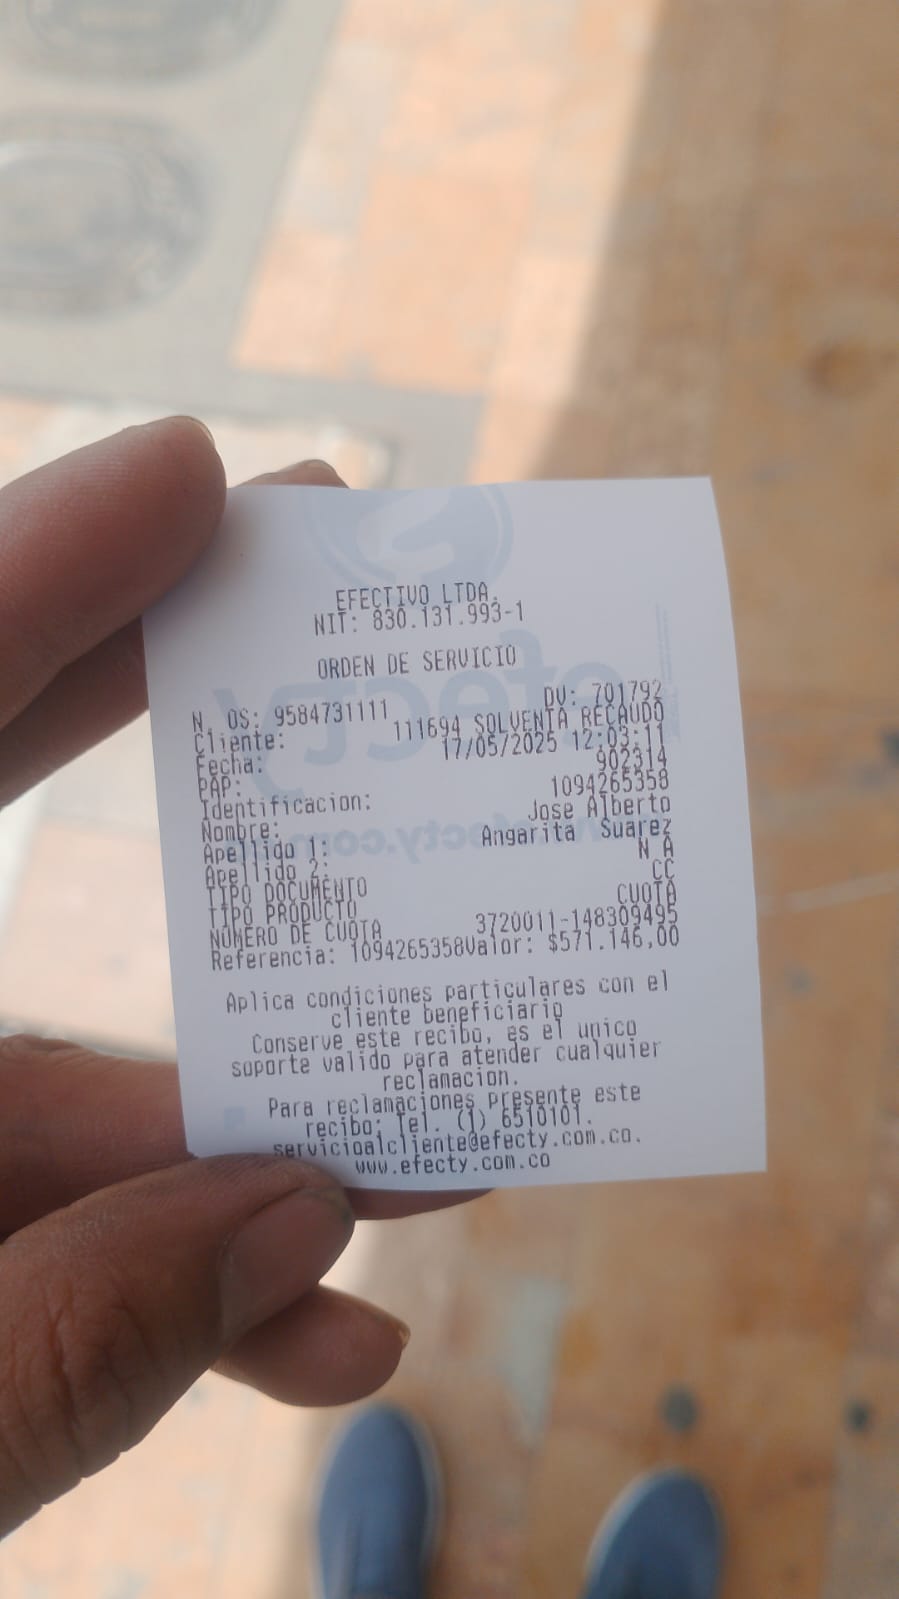 EFECTIVO LTDA.
NIT: 830.131.993-1
ORDEN DE SERVICIO
DV: 701792
N. OS: 9584731111
Cliente: 111694 SOLVENTA RECAUDO
Fecha: 17/05/2025 12:03:11
PAP: 902314
Identificacion: 1094265358
Nombre: Jose Alberto
Apellido 1: Angarita Suarez
Apellido 2: N A
TIPO DOCUMENTO CC
TIPO PRODUCTO CUOTA
NUMERO DE CUOTA 3720011-148309495
Referencia: 1094265358Valor: $571.146,00
Aplica condiciones particulares con el
cliente beneficiario
Conserve este recibo, es el unico
soporte valido para atender cualquier
reclamacion.
Para reclamaciones presente este
recibo: Tel. (1) 6510101.
servicioalcliente@efecty.com.co.
www.efecty.com.co